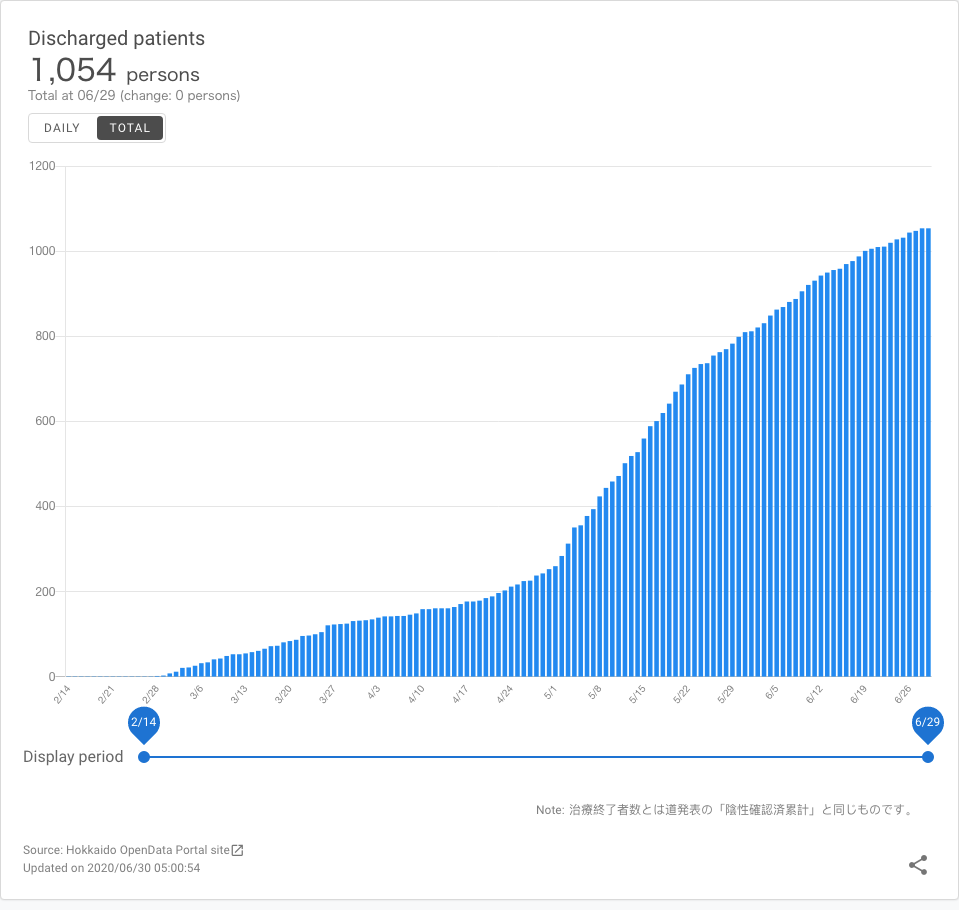 Discharged patients
1,054 persons
Total at 06/29 (change: 0 persons)
DAILY TOTAL
1200
1000
800
600
400
200
0
2/14 2/21 2/28 3/6 3/13 3/20 3/27 4/3 4/10 4/17 4/24 5/1 5/8 5/15 5/22 5/29 6/5 6/12 6/19 6/26
2/14 6/29
Display period
Note: 治療終了者数とは道発表の「陰性確認済累計」と同じものです。
Source: Hokkaido OpenData Portal site
Updated on 2020/06/30 05:00:54